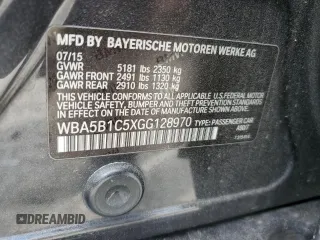 MFD BY BAYERISCHE MOTOREN WERKE AG
07/15
GVWR 5181 lbs 2350 kg
GAWR FRONT 2491 lbs 1130 kg
GAWR REAR 2910 lbs 1320 kg
THIS VEHICLE CONFORMS TO ALL APPLICABLE U.S. FEDERAL MOTOR
VEHICLE SAFETY, BUMPER, AND THEFT PREVENTION STANDARDS
IN EFFECT ON THE DATE OF MANUFACTURE SHOWN ABOVE.
WBA5B1C5XGG128970 TYPE: PASSENGER CAR
DREAMBID